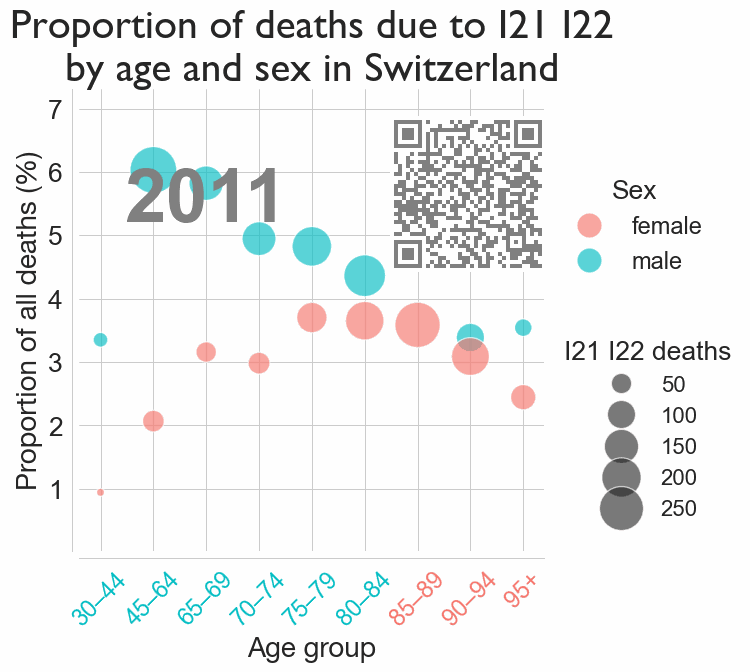 Proportion of deaths due to I21 I22
by age and sex in Switzerland
Proportion of all deaths (%)
7
6
5
4
3
2
1
2011
30–44
45–64
65–69
70–74
75–79
80–84
85–89
90–94
95+
Age group
Sex
female
male
I21 I22 deaths
50
100
150
200
250